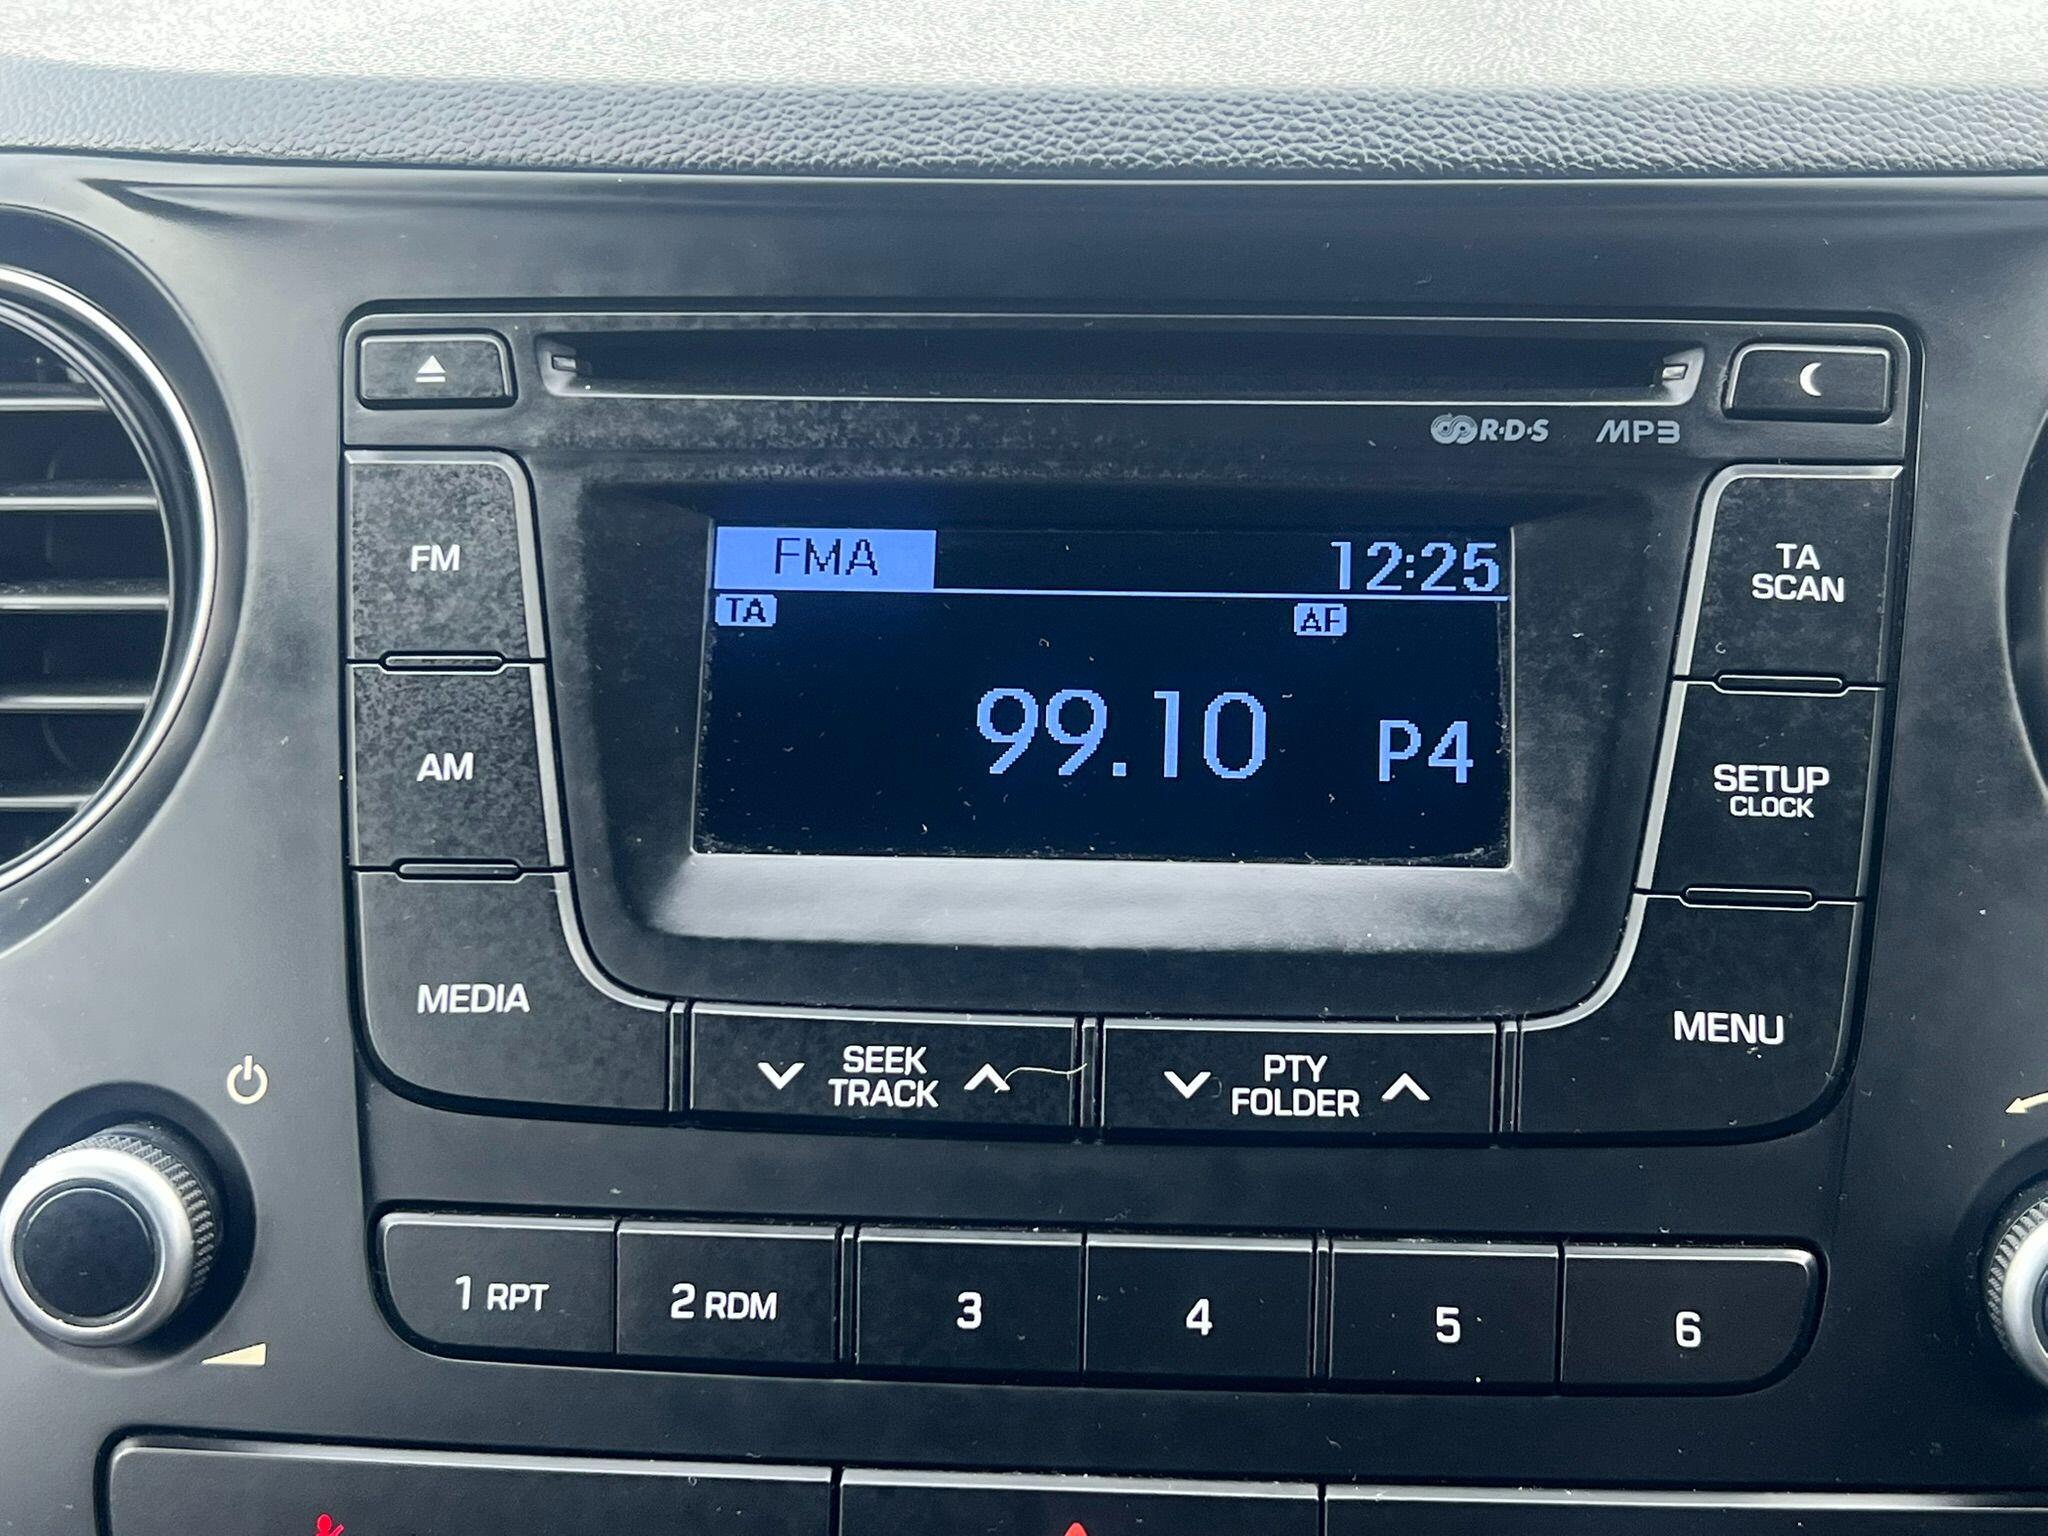 R·D·S MP3
FM
FMA 12:25
TA AF
99.10 P4
TA
SCAN
AM
SETUP
CLOCK
MEDIA
SEEK
TRACK
PTY
FOLDER
MENU
1 RPT 2 RDM 3 4 5 6